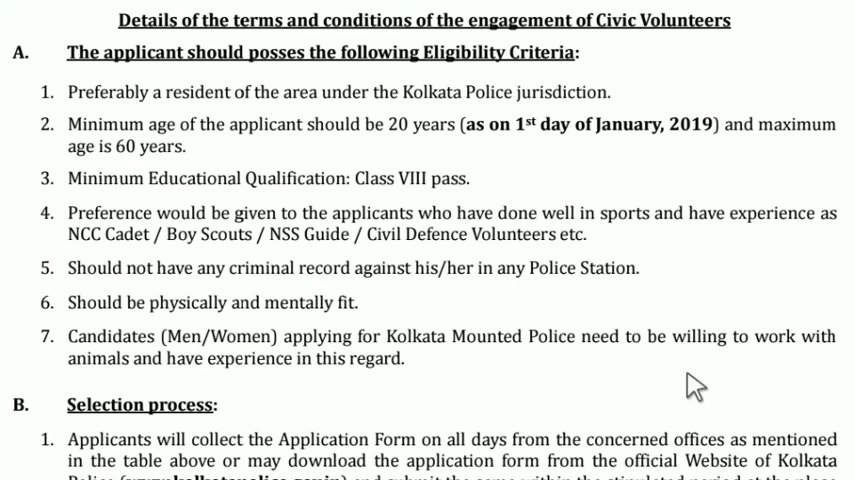 Details of the terms and conditions of the engagement of Civic Volunteers
A. The applicant should posses the following Eligibility Criteria:
1. Preferably a resident of the area under the Kolkata Police jurisdiction.
2. Minimum age of the applicant should be 20 years (as on 1st day of January, 2019) and maximum
age is 60 years.
3. Minimum Educational Qualification: Class VIII pass.
4. Preference would be given to the applicants who have done well in sports and have experience as
NCC Cadet / Boy Scouts / NSS Guide / Civil Defence Volunteers etc.
5. Should not have any criminal record against his/her in any Police Station.
6. Should be physically and mentally fit.
7. Candidates (Men/Women) applying for Kolkata Mounted Police need to be willing to work with
animals and have experience in this regard.
B. Selection process:
1. Applicants will collect the Application Form on all days from the concerned offices as mentioned
in the table above or may download the application form from the official Website of Kolkata